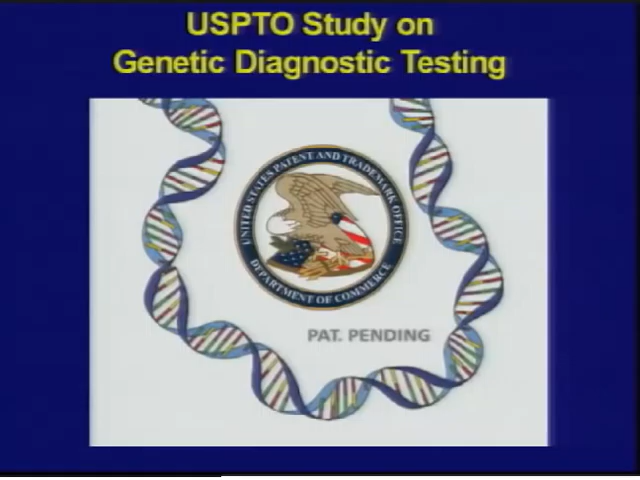 USPTO Study on
Genetic Diagnostic Testing
UNITED STATES PATENT AND TRADEMARK OFFICE
DEPARTMENT OF COMMERCE
PAT. PENDING